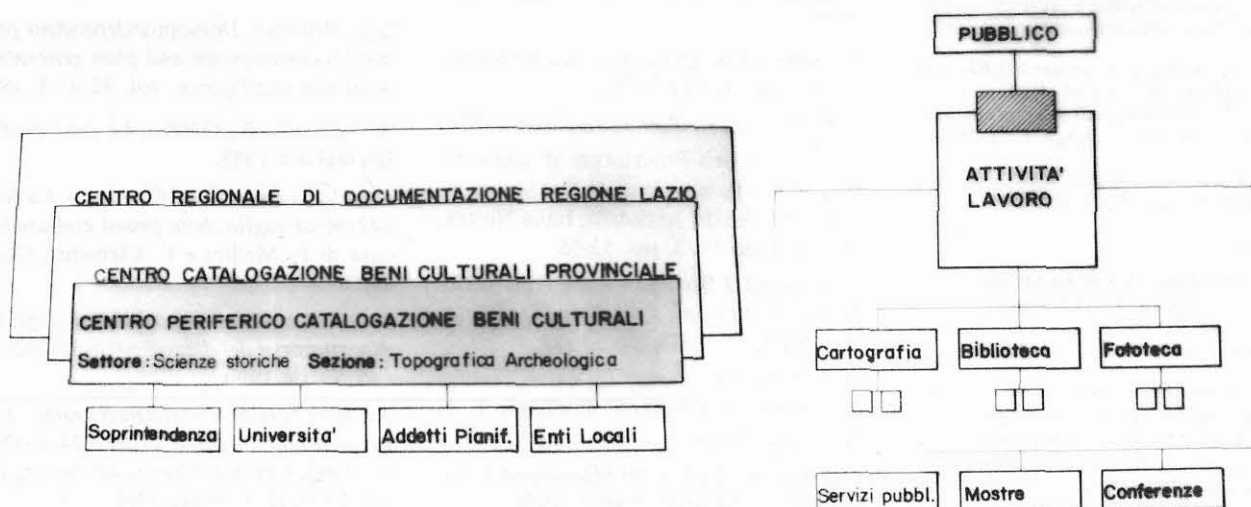 CENTRO REGIONALE DI DOCUMENTAZIONE REGIONE LAZIO
CENTRO CATALOGAZIONE BENI CULTURALI PROVINCIALE
CENTRO PERIFERICO CATALOGAZIONE BENI CULTURALI
Settore: Scienze storiche Sezione: Topografica Archeologica
Soprintendenza Universita' Addetti Pianif. Enti Locali
PUBBLICO
ATTIVITA'
LAVORO
Cartografia Biblioteca Fototeca
Servizi pubbl. Mostre Conferenze